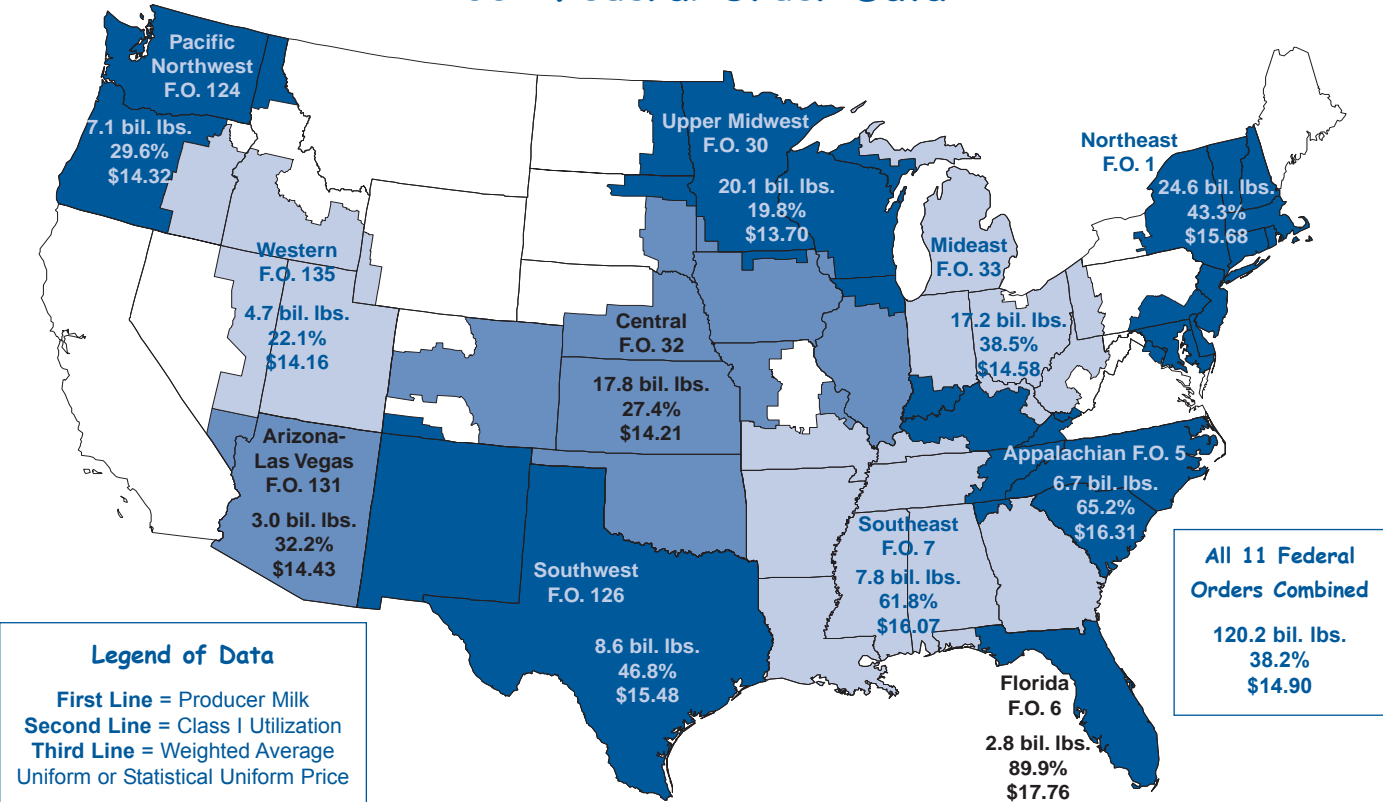 Pacific
Northwest
F.O. 124
7.1 bil. lbs.
29.6%
$14.32
Upper Midwest
F.O. 30
20.1 bil. lbs.
19.8%
$13.70
Northeast
F.O. 1
24.6 bil. lbs.
43.3%
$15.68
Western
F.O. 135
4.7 bil. lbs.
22.1%
$14.16
Mideast
F.O. 33
17.2 bil. lbs.
38.5%
$14.58
Central
F.O. 32
17.8 bil. lbs.
27.4%
$14.21
Arizona-
Las Vegas
F.O. 131
3.0 bil. lbs.
32.2%
$14.43
Appalachian F.O. 5
6.7 bil. lbs.
65.2%
$16.31
Southeast
F.O. 7
7.8 bil. lbs.
61.8%
$16.07
Southwest
F.O. 126
8.6 bil. lbs.
46.8%
$15.48
Florida
F.O. 6
2.8 bil. lbs.
89.9%
$17.76
All 11 Federal
Orders Combined
120.2 bil. lbs.
38.2%
$14.90
Legend of Data
First Line = Producer Milk
Second Line = Class I Utilization
Third Line = Weighted Average
Uniform or Statistical Uniform Price